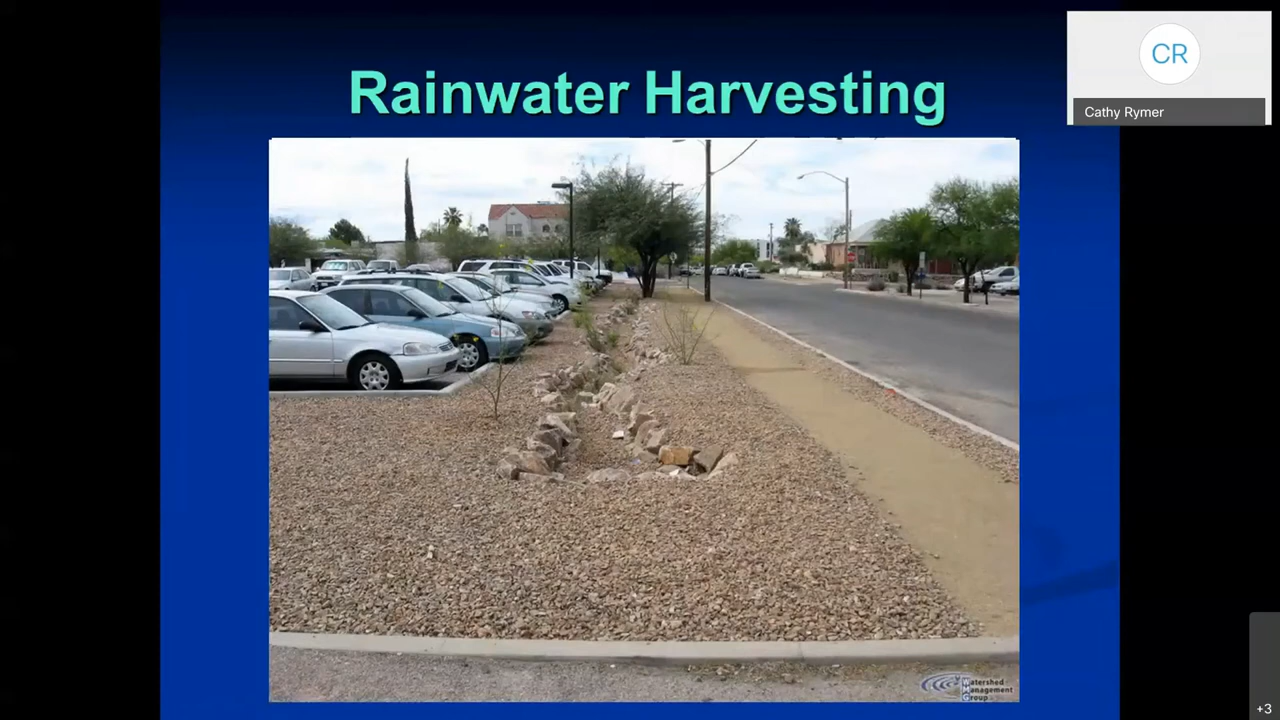 Rainwater Harvesting
CR
Cathy Rymer
Watershed
Management
Group
+3